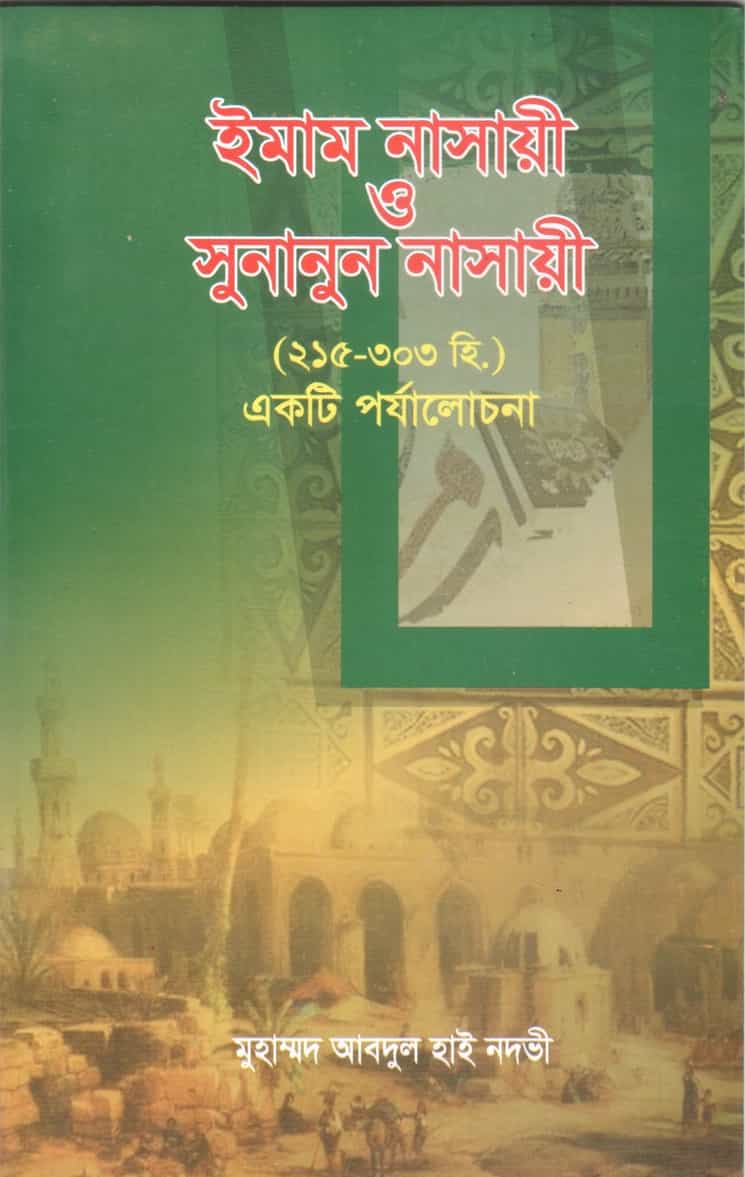 ইমাম নাসায়ী
ও
সুনানুন নাসায়ী
(২১৫-৩০৩ হি.)
একটি পর্যালোচনা
মুহাম্মদ আবদুল হাই নদভী